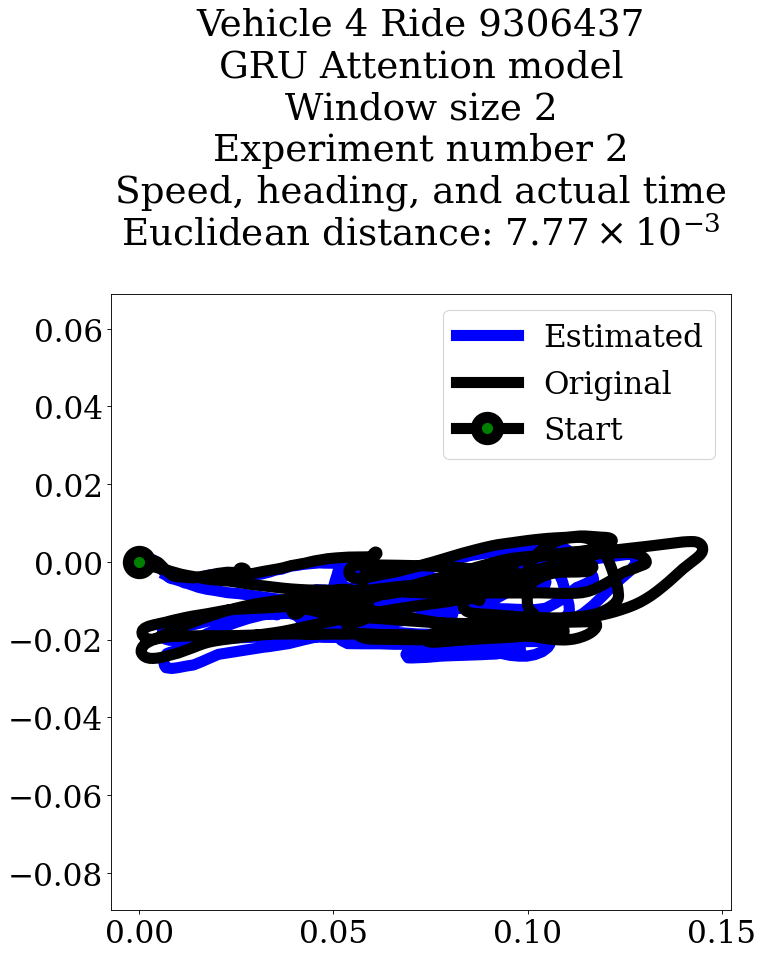 Vehicle 4 Ride 9306437
GRU Attention model
Window size 2
Experiment number 2
Speed, heading, and actual time
Euclidean distance: 7.77 × 10⁻³
Estimated
Original
Start
0.06
0.04
0.02
0.00
−0.02
−0.04
−0.06
−0.08
0.00 0.05 0.10 0.15